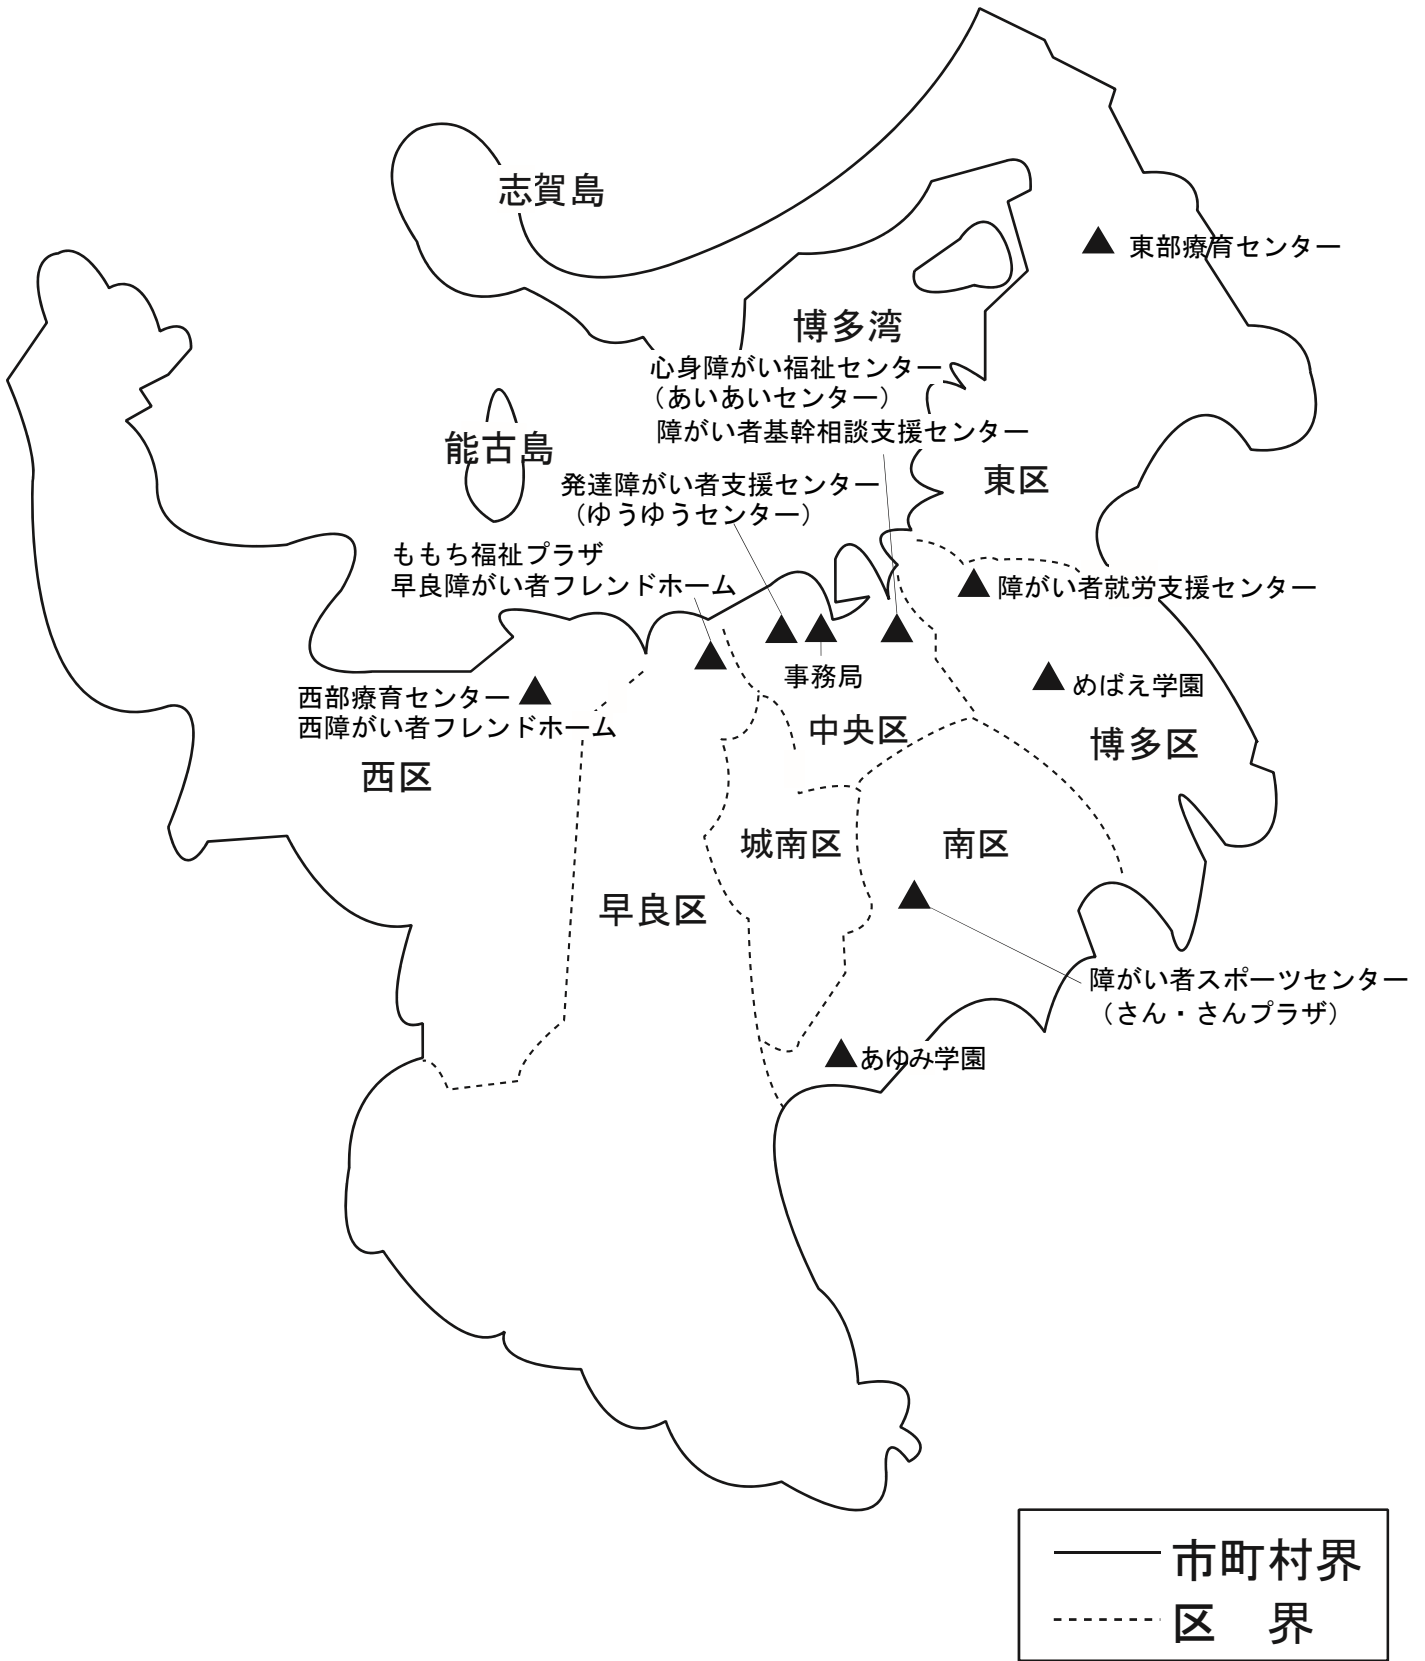 志賀島
東部療育センター
博多湾
心身障がい福祉センター
(あいあいセンター)
障がい者基幹相談支援センター
能古島
東区
発達障がい者支援センター
(ゆうゆうセンター)
ももち福祉プラザ
早良障がい者フレンドホーム
障がい者就労支援センター
事務局
めばえ学園
西部療育センター
西障がい者フレンドホーム
中央区
博多区
西区
城南区
南区
早良区
障がい者スポーツセンター
(さん・さんプラザ)
あゆみ学園
市町村界
区 界